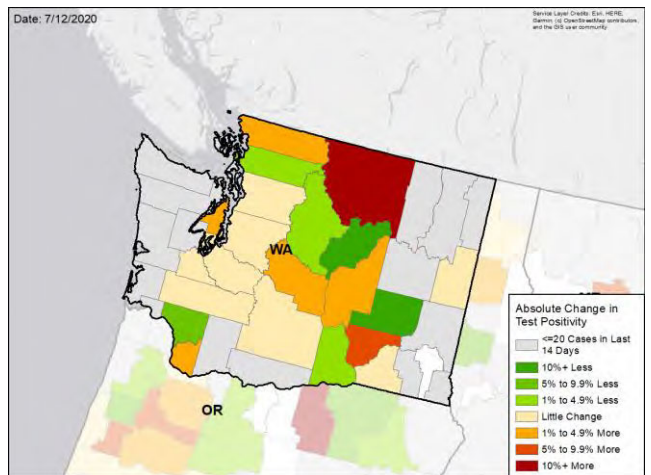 Date: 7/12/2020
Service Layer Credits: Esri, HERE,
Garmin, (c) OpenStreetMap contributors,
and the GIS user community
WA
OR
Absolute Change in
Test Positivity
<=20 Cases in Last
14 Days
10%+ Less
5% to 9.9% Less
1% to 4.9% Less
Little Change
1% to 4.9% More
5% to 9.9% More
10%+ More